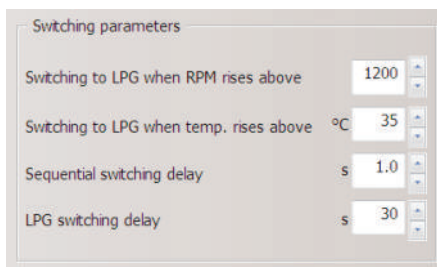 Switching parameters
Switching to LPG when RPM rises above 1200
Switching to LPG when temp. rises above ºC 35
Sequential switching delay s 1.0
LPG switching delay s 30